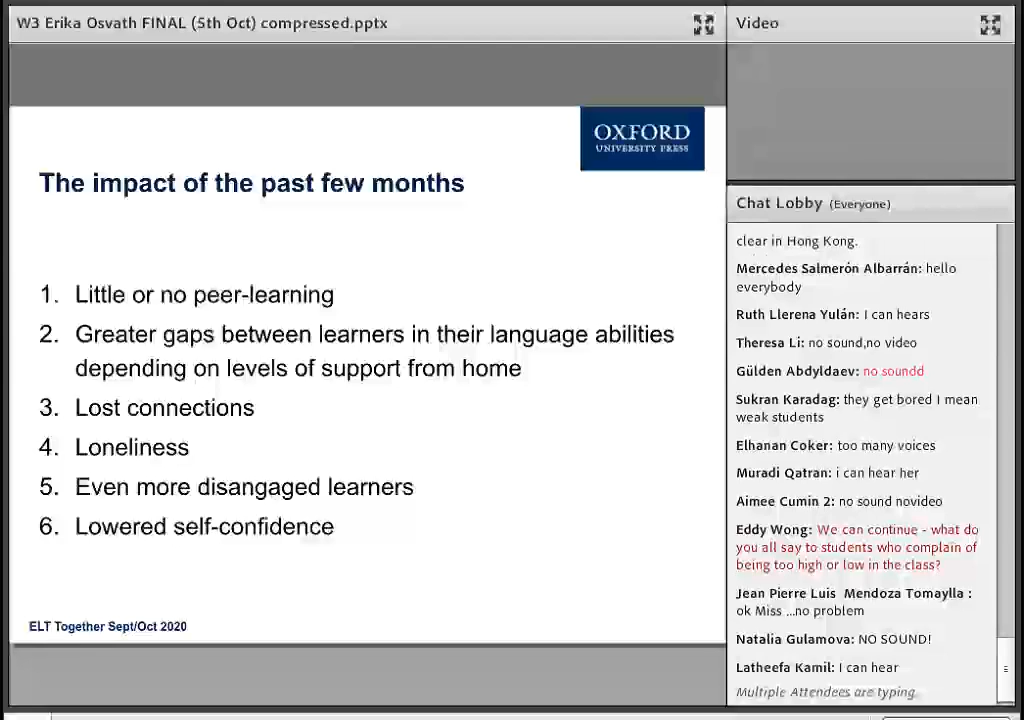 W3 Erika Osvath FINAL (5th Oct) compressed.pptx
OXFORD
UNIVERSITY PRESS
The impact of the past few months
1. Little or no peer-learning
2. Greater gaps between learners in their language abilities
depending on levels of support from home
3. Lost connections
4. Loneliness
5. Even more disangaged learners
6. Lowered self-confidence
ELT Together Sept/Oct 2020
Video
Chat Lobby (Everyone)
clear in Hong Kong.
Mercedes Salmerón Albarrán: hello
everybody
Ruth Llerena Yulán: I can hears
Theresa Li: no sound,no video
Gülden Abdyldaev: no soundd
Sukran Karadag: they get bored I mean
weak students
Elhanan Coker: too many voices
Muradi Qatran: i can hear her
Aimee Cumin 2: no sound novideo
Eddy Wong: We can continue - what do
you all say to students who complain of
being too high or low in the class?
Jean Pierre Luis Mendoza Tomaylla :
ok Miss ...no problem
Natalia Gulamova: NO SOUND!
Latheefa Kamil: I can hear
Multiple Attendees are typing.